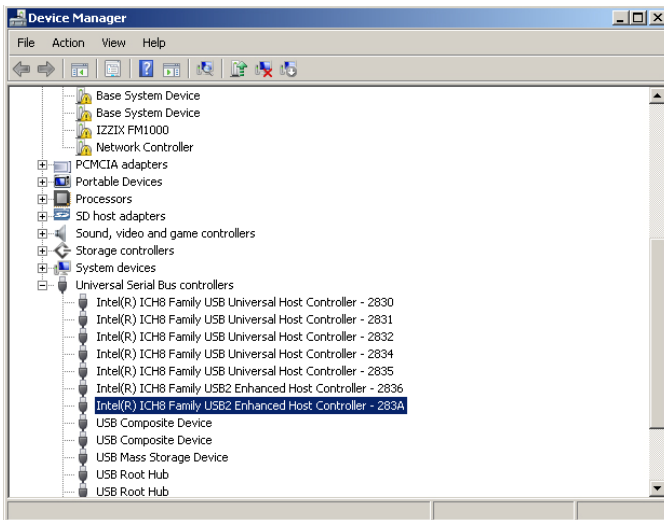 Device Manager
File Action View Help
Base System Device
Base System Device
IZZIX FM1000
Network Controller
PCMCIA adapters
Portable Devices
Processors
SD host adapters
Sound, video and game controllers
Storage controllers
System devices
Universal Serial Bus controllers
Intel(R) ICH8 Family USB Universal Host Controller - 2830
Intel(R) ICH8 Family USB Universal Host Controller - 2831
Intel(R) ICH8 Family USB Universal Host Controller - 2832
Intel(R) ICH8 Family USB Universal Host Controller - 2834
Intel(R) ICH8 Family USB Universal Host Controller - 2835
Intel(R) ICH8 Family USB2 Enhanced Host Controller - 2836
Intel(R) ICH8 Family USB2 Enhanced Host Controller - 283A
USB Composite Device
USB Composite Device
USB Mass Storage Device
USB Root Hub
USB Root Hub